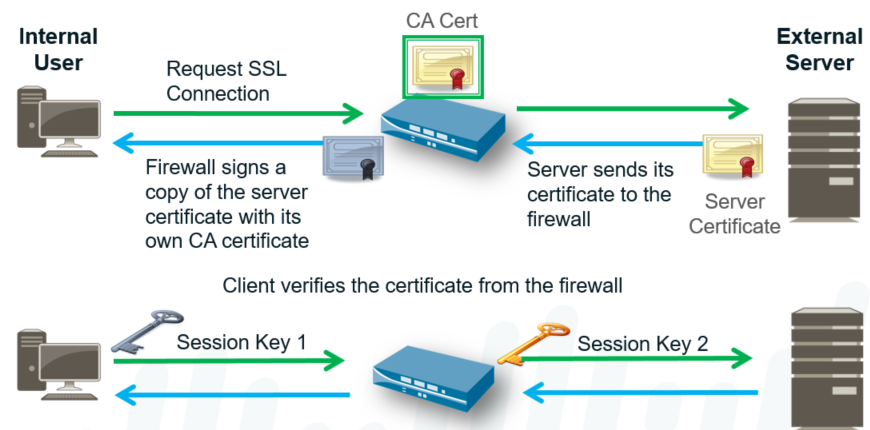 CA Cert
Internal
User
External
Server
Request SSL
Connection
Firewall signs a
copy of the server
certificate with its
own CA certificate
Server sends its
certificate to the
firewall
Server
Certificate
Client verifies the certificate from the firewall
Session Key 1
Session Key 2